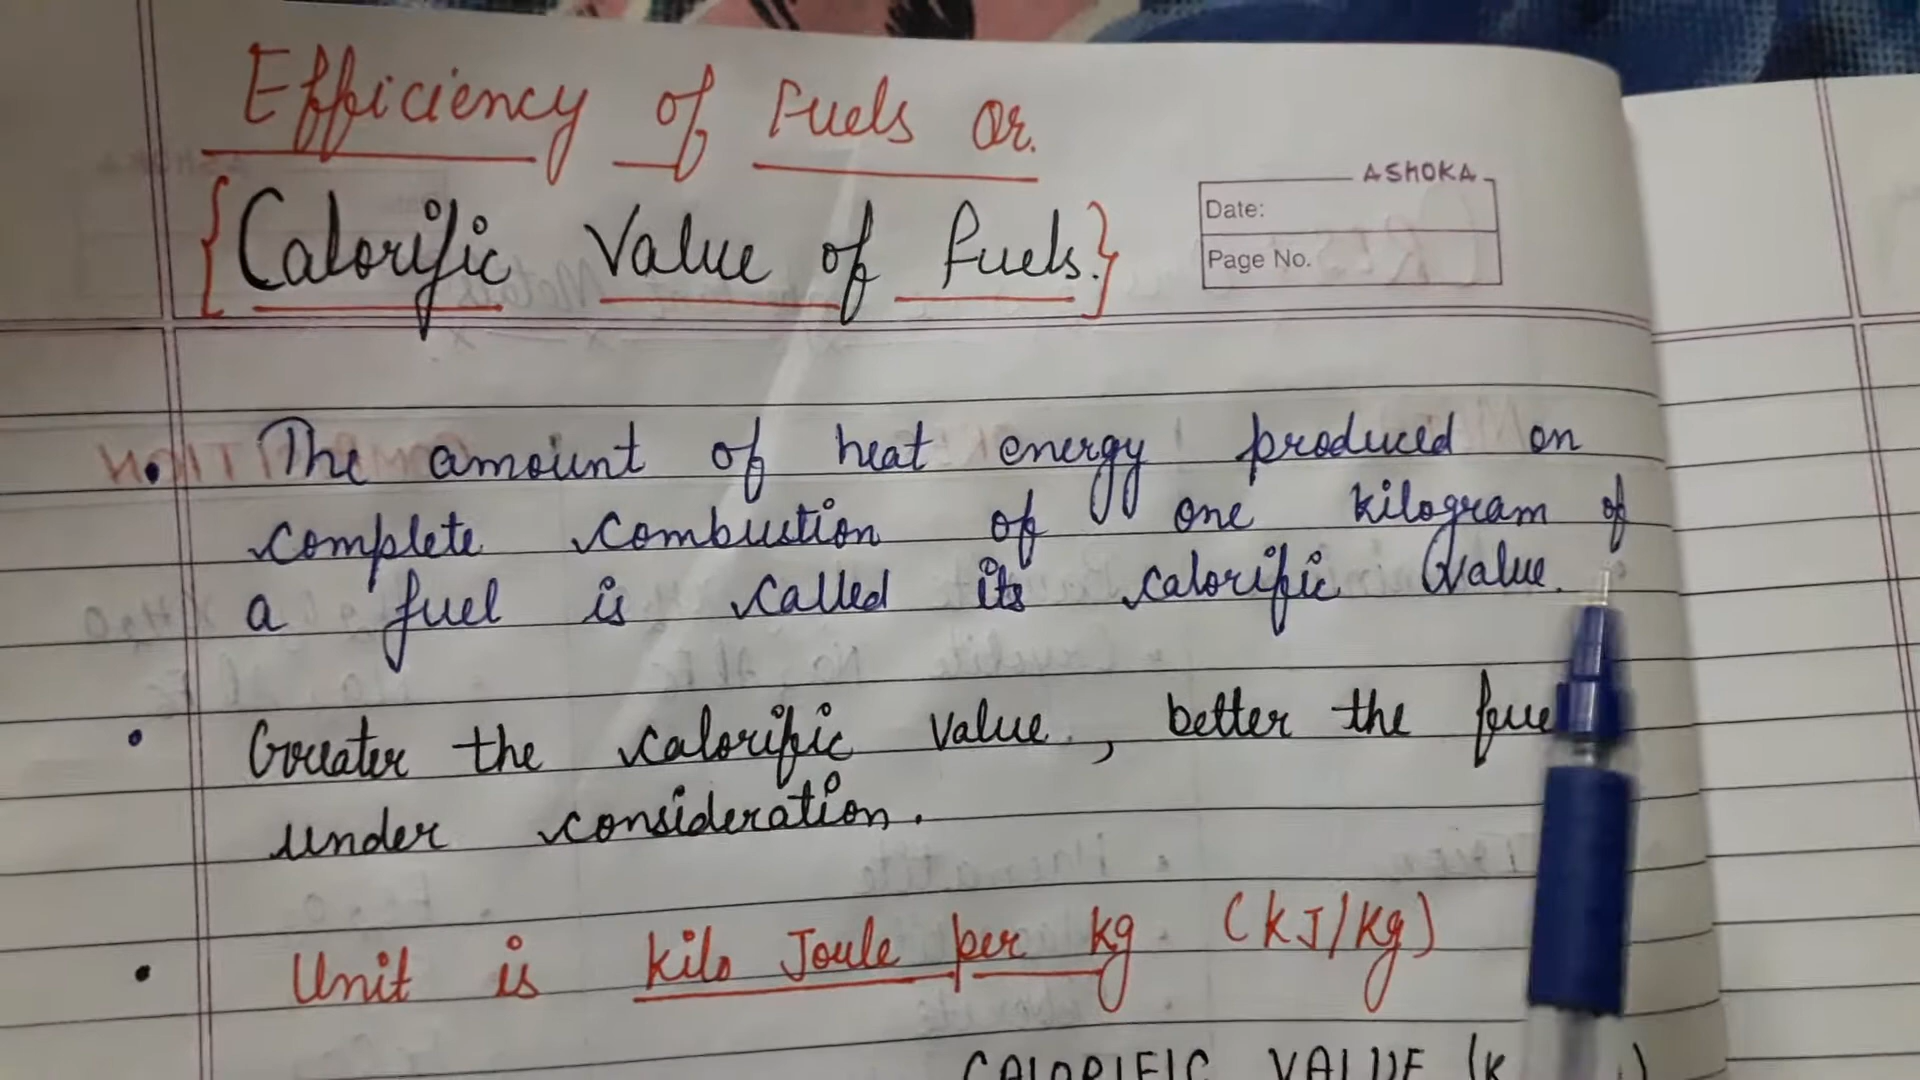 Efficiency of Fuels or.
{Calorific Value of fuels.}
ASHOKA
Date:
Page No.
• The amount of heat energy produced on
complete combustion of one kilogram of
a fuel is called its calorific value.
• Greater the calorific value, better the fue
under consideration.
• Unit is kilo Joule per kg. (KJ/kg)
CALORIFIC VALUE (K